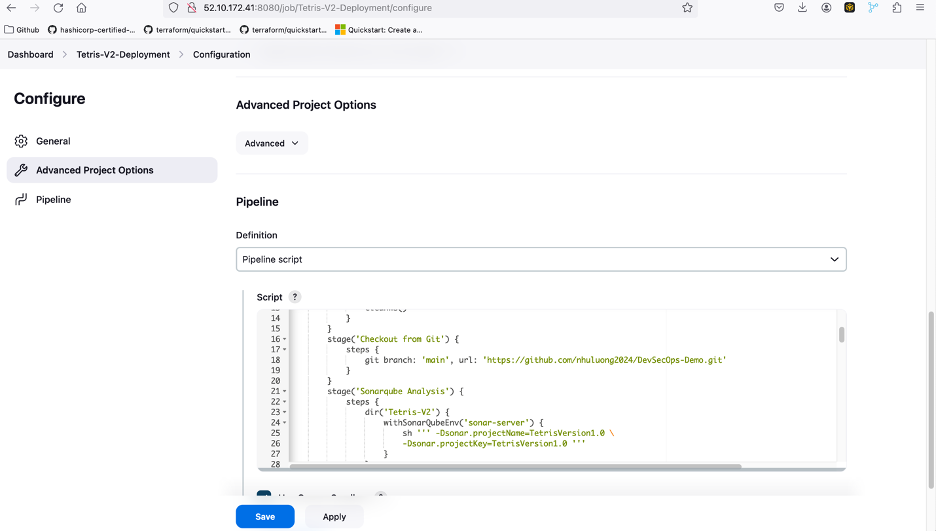 52.10.172.41:8080/job/Tetris-V2-Deployment/configure
Github hashicorp-certified-... terraform/quickstart... terraform/quickstart... Quickstart: Create a...
Dashboard > Tetris-V2-Deployment > Configuration
Configure
General
Advanced Project Options
Pipeline
Advanced Project Options
Advanced
Pipeline
Definition
Pipeline script
Script ?
14 }
15 }
16 stage('Checkout from Git') {
17 steps {
18 git branch: 'main', url: 'https://github.com/nhuluong2024/DevSecOps-Demo.git'
19 }
20 }
21 stage('Sonarqube Analysis') {
22 steps {
23 dir('Tetris-V2') {
24 withSonarQubeEnv('sonar-server') {
25 sh ''' -Dsonar.projectName=TetrisVersion1.0 \
26 -Dsonar.projectKey=TetrisVersion1.0 '''
27 }
28
Save Apply